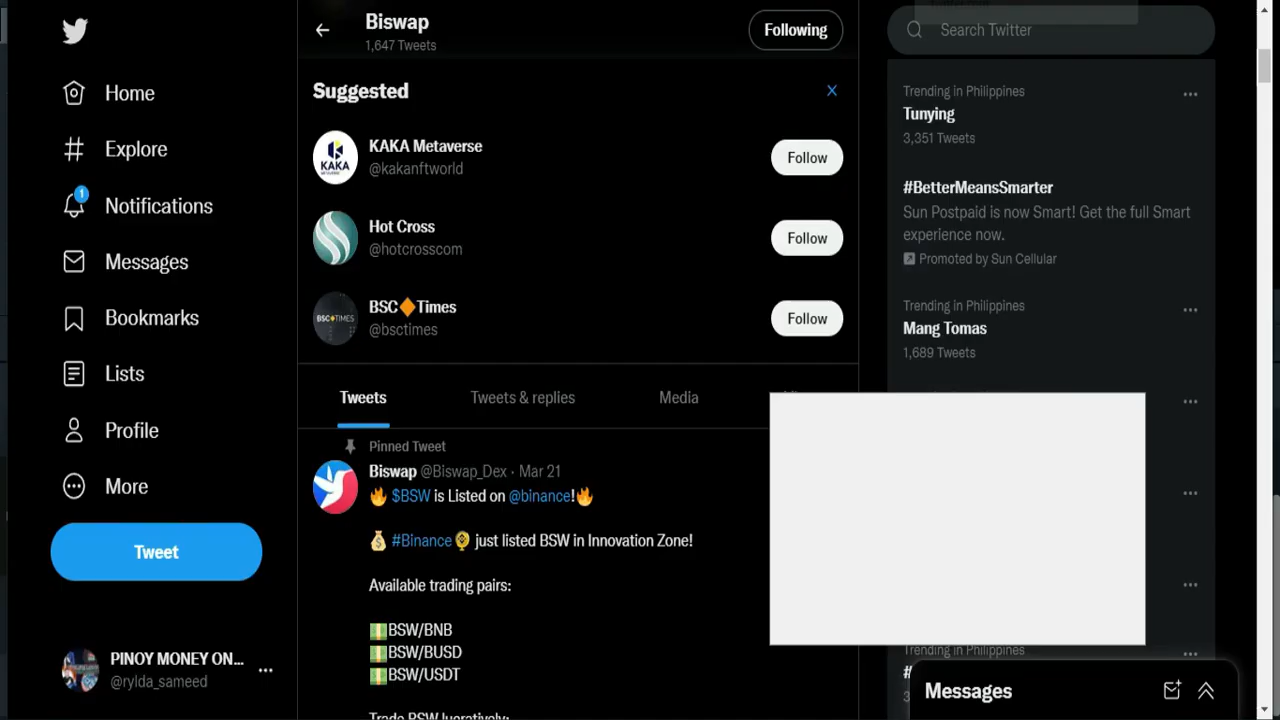 Home
Explore
1
Notifications
Messages
Bookmarks
Lists
Profile
More
Tweet
PINOY MONEY ON...
@rylda_sameed
Biswap
1,647 Tweets
Following
Suggested
KAKA
KAKA Metaverse
@kakanftworld
Follow
Hot Cross
@hotcrosscom
Follow
BSC🔶TIMES
BSC🔶Times
@bsctimes
Follow
Tweets
Tweets & replies
Media
Pinned Tweet
Biswap @Biswap_Dex · Mar 21
🔥 $BSW is Listed on @binance!🔥
💰 #Binance just listed BSW in Innovation Zone!
Available trading pairs:
💵BSW/BNB
💵BSW/BUSD
💵BSW/USDT
Trade BSW lucratively:
Search Twitter
Trending in Philippines
Tunying
3,351 Tweets
#BetterMeansSmarter
Sun Postpaid is now Smart! Get the full Smart
experience now.
Promoted by Sun Cellular
Trending in Philippines
Mang Tomas
1,689 Tweets
Trending in Philippines
Messages